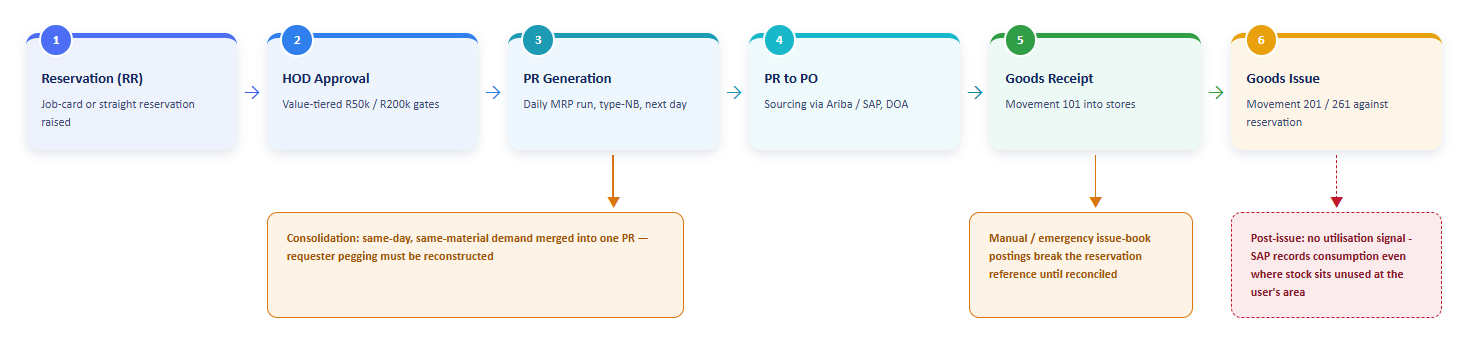 1
Reservation (RR)
Job-card or straight reservation
raised
2
HOD Approval
Value-tiered R50k / R200k gates
3
PR Generation
Daily MRP run, type-NB, next day
4
PR to PO
Sourcing via Ariba / SAP, DOA
5
Goods Receipt
Movement 101 into stores
6
Goods Issue
Movement 201 / 261 against
reservation
Consolidation: same-day, same-material demand merged into one PR —
requester pegging must be reconstructed
Manual / emergency issue-book
postings break the reservation
reference until reconciled
Post-issue: no utilisation signal -
SAP records consumption even
where stock sits unused at the
user's area